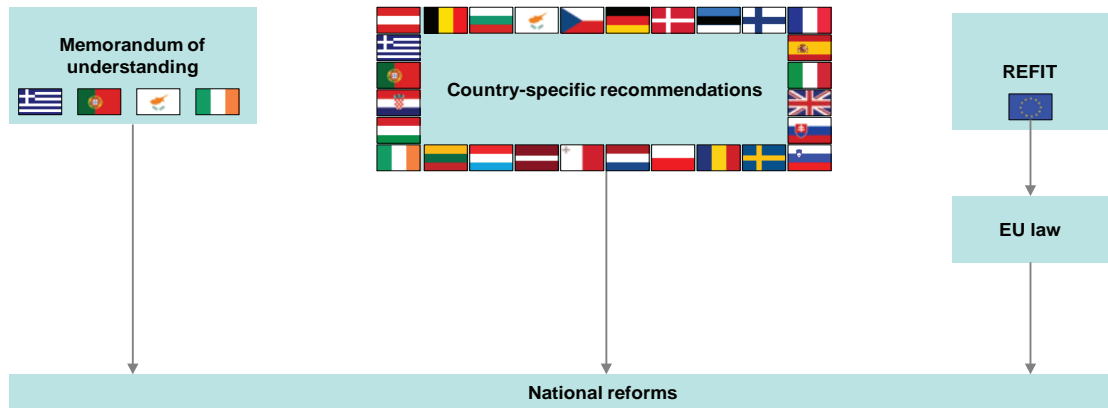 Memorandum of
understanding
Country-specific recommendations
REFIT
EU law
National reforms